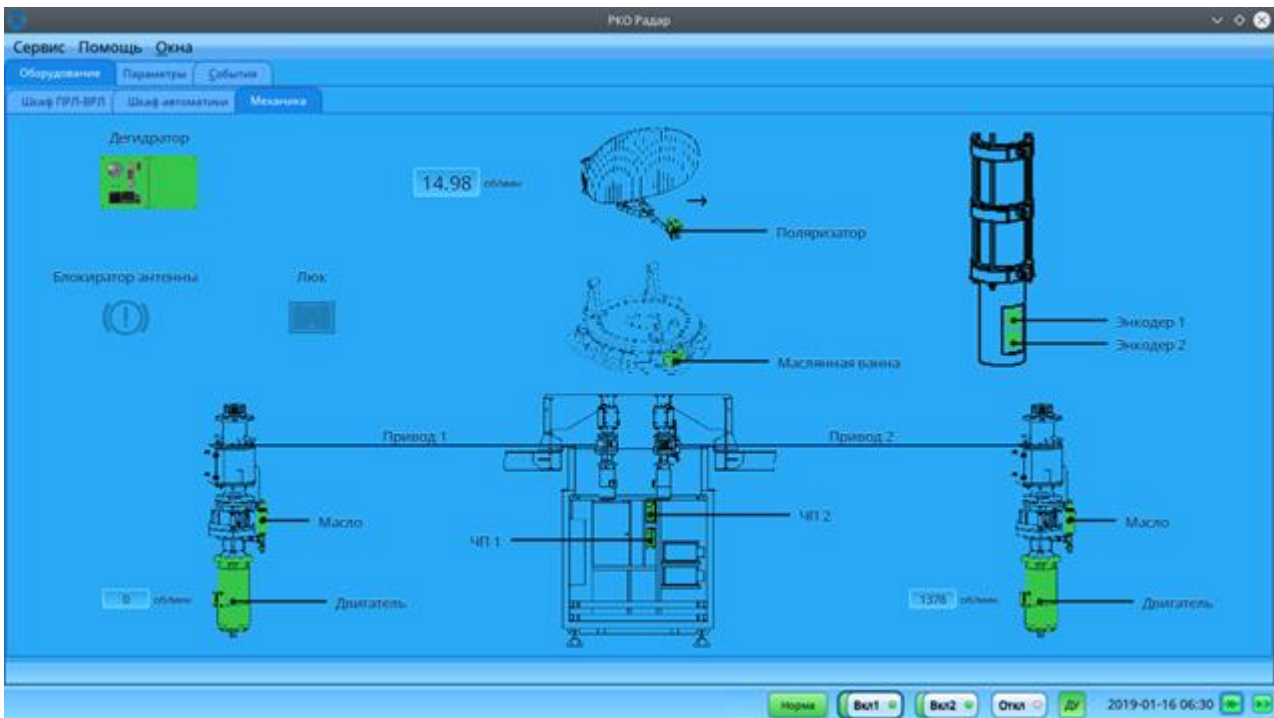 РКО Радар
Сервис Помощь Окна
Оборудование Параметры События
Шкаф ПРЛ-ВРЛ Шкаф автоматики Механика
Дегидратор
14.98 об/мин
Поляризатор
Блокиратор антенны Люк
Энкодер 1
Энкодер 2
Маслянная ванна
Привод 1 Привод 2
Масло ЧП 2 Масло
ЧП 1
0 об/мин Двигатель 1378 об/мин Двигатель
Норма Вкл1 Вкл2 Откл ДУ 2019-01-16 06:30